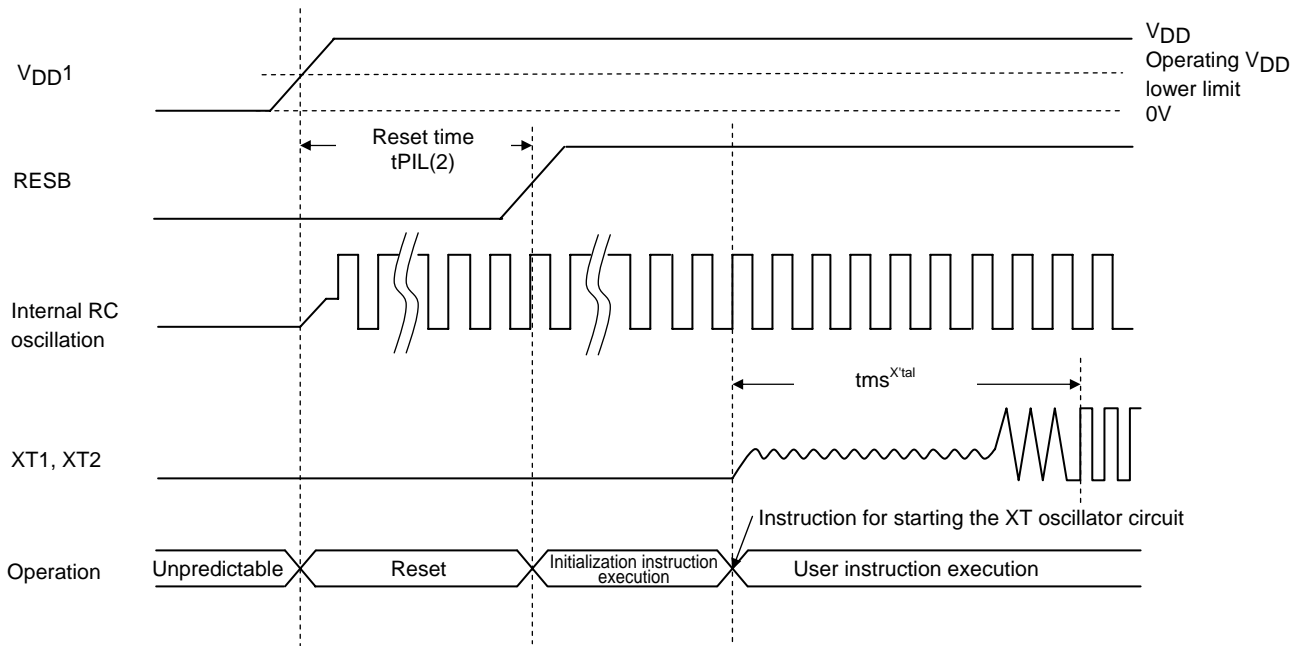 VDD
VDD1
Operating VDD
lower limit
0V
Reset time
tPIL(2)
RESB
Internal RC
oscillation
tmsX'tal
XT1, XT2
Instruction for starting the XT oscillator circuit
Operation
Unpredictable
Reset
Initialization instruction
execution
User instruction execution